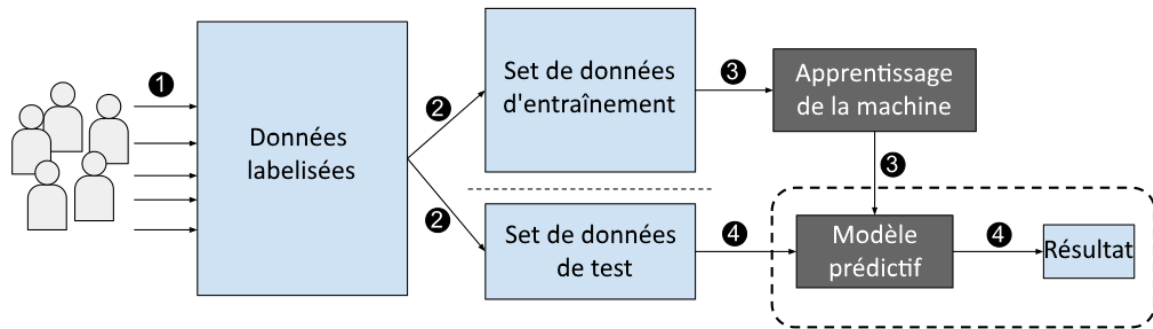 ❶
Données
labelisées
❷
❷
Set de données
d'entraînement
❸
Apprentissage
de la machine
❸
Set de données
de test
❹
Modèle
prédictif
❹
Résultat